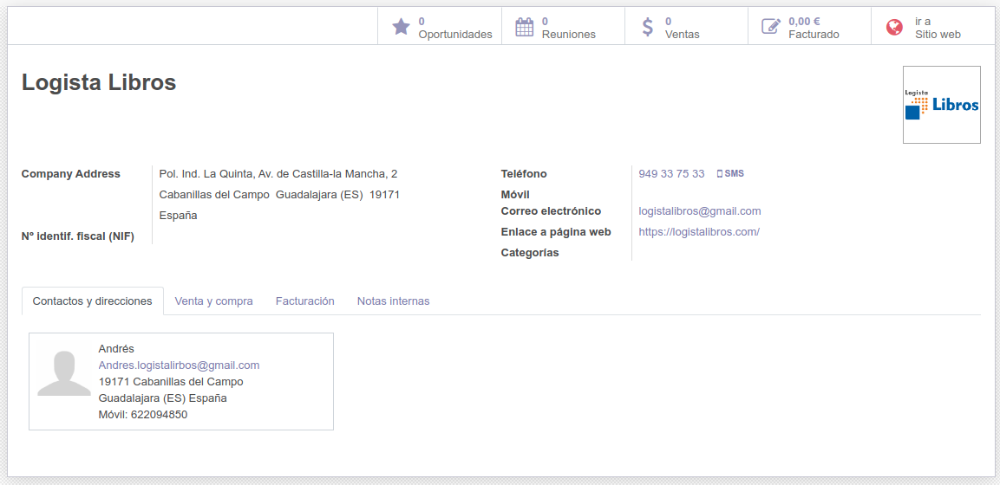 0
Oportunidades
0
Reuniones
0
Ventas
0,00 €
Facturado
ir a
Sitio web
Logista Libros
Logista
Libros
Company Address
Pol. Ind. La Quinta, Av. de Castilla-la Mancha, 2
Cabanillas del Campo Guadalajara (ES) 19171
España
Nº identif. fiscal (NIF)
Teléfono
949 33 75 33 SMS
Móvil
Correo electrónico
logistalibros@gmail.com
Enlace a página web
https://logistalibros.com/
Categorías
Contactos y direcciones Venta y compra Facturación Notas internas
Andrés
Andres.logistalirbos@gmail.com
19171 Cabanillas del Campo
Guadalajara (ES) España
Móvil: 622094850